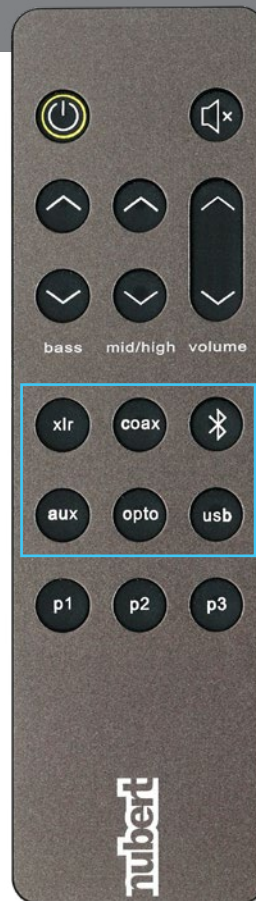 bass mid/high volume
xlr coax
aux opto usb
p1 p2 p3
nubert